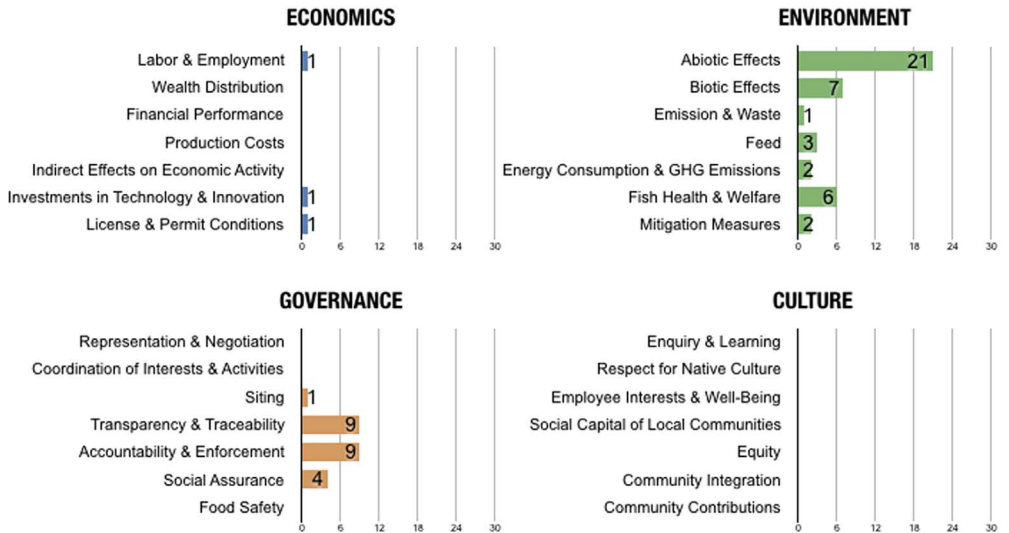 ECONOMICS
Labor & Employment 1
Wealth Distribution
Financial Performance
Production Costs
Indirect Effects on Economic Activity
Investments in Technology & Innovation 1
License & Permit Conditions 1
0 6 12 18 24 30
ENVIRONMENT
Abiotic Effects 21
Biotic Effects 7
Emission & Waste 1
Feed 3
Energy Consumption & GHG Emissions 2
Fish Health & Welfare 6
Mitigation Measures 2
0 6 12 18 24 30
GOVERNANCE
Representation & Negotiation
Coordination of Interests & Activities
Siting 1
Transparency & Traceability 9
Accountability & Enforcement 9
Social Assurance 4
Food Safety
0 6 12 18 24 30
CULTURE
Enquiry & Learning
Respect for Native Culture
Employee Interests & Well-Being
Social Capital of Local Communities
Equity
Community Integration
Community Contributions
0 6 12 18 24 30